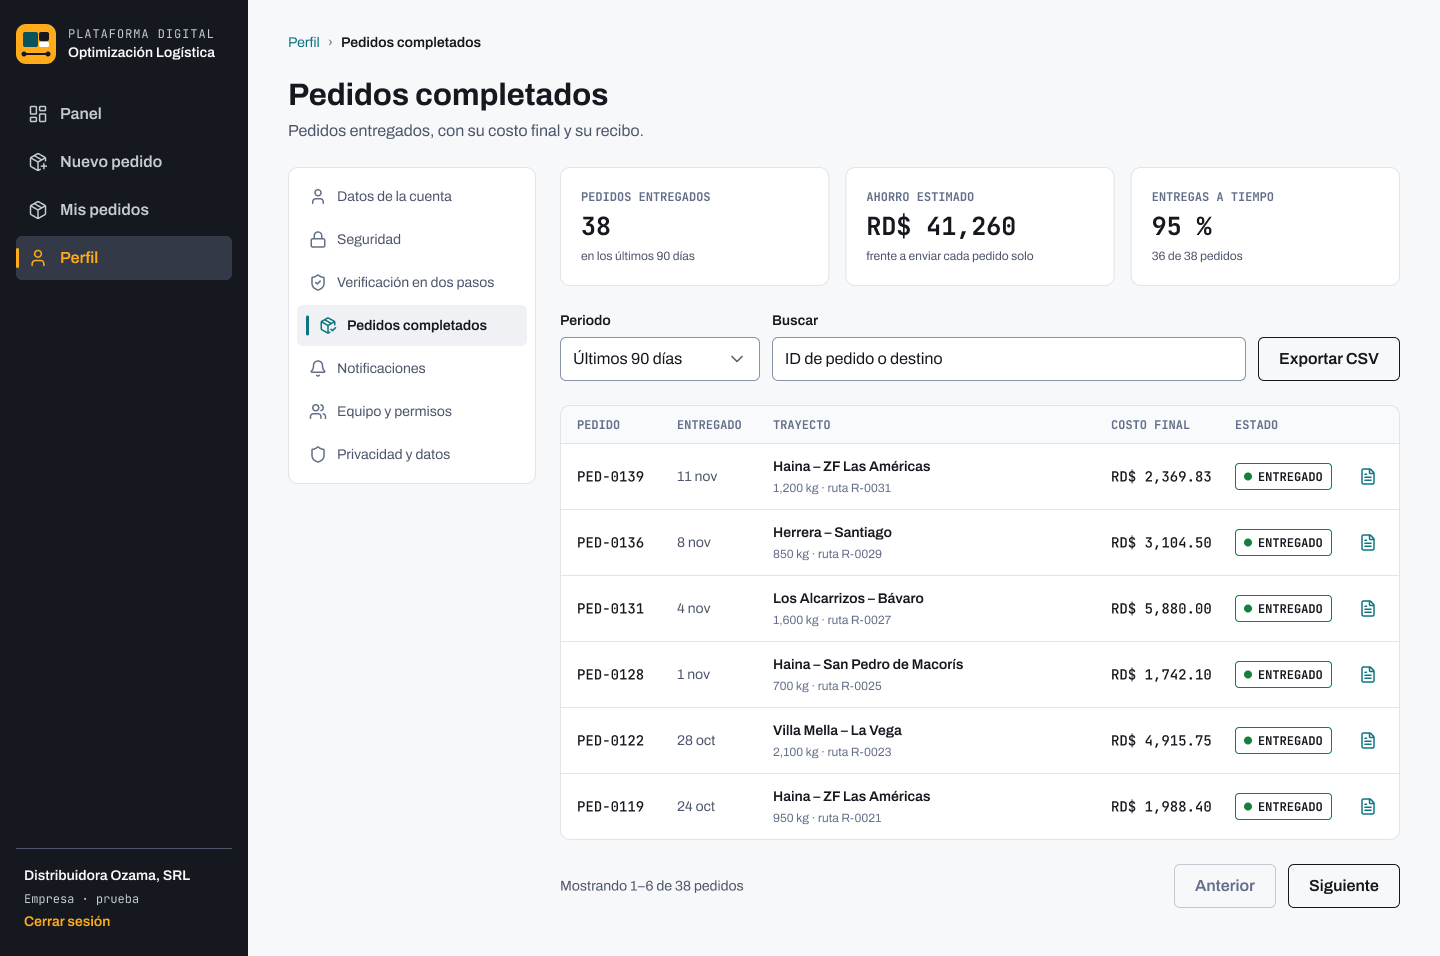 PLATAFORMA DIGITAL
Optimización Logística
Panel
Nuevo pedido
Mis pedidos
Perfil
Distribuidora Ozama, SRL
Empresa · prueba
Cerrar sesión
Perfil › Pedidos completados
Pedidos completados
Pedidos entregados, con su costo final y su recibo.
Datos de la cuenta
Seguridad
Verificación en dos pasos
Pedidos completados
Notificaciones
Equipo y permisos
Privacidad y datos
PEDIDOS ENTREGADOS
38
en los últimos 90 días
AHORRO ESTIMADO
RD$ 41,260
frente a enviar cada pedido solo
ENTREGAS A TIEMPO
95 %
36 de 38 pedidos
Periodo
Últimos 90 días
Buscar
ID de pedido o destino
Exportar CSV
PEDIDO ENTREGADO TRAYECTO COSTO FINAL ESTADO
PED-0139 11 nov Haina – ZF Las Américas RD$ 2,369.83 ENTREGADO
1,200 kg · ruta R-0031
PED-0136 8 nov Herrera – Santiago RD$ 3,104.50 ENTREGADO
850 kg · ruta R-0029
PED-0131 4 nov Los Alcarrizos – Bávaro RD$ 5,880.00 ENTREGADO
1,600 kg · ruta R-0027
PED-0128 1 nov Haina – San Pedro de Macorís RD$ 1,742.10 ENTREGADO
700 kg · ruta R-0025
PED-0122 28 oct Villa Mella – La Vega RD$ 4,915.75 ENTREGADO
2,100 kg · ruta R-0023
PED-0119 24 oct Haina – ZF Las Américas RD$ 1,988.40 ENTREGADO
950 kg · ruta R-0021
Mostrando 1–6 de 38 pedidos
Anterior
Siguiente